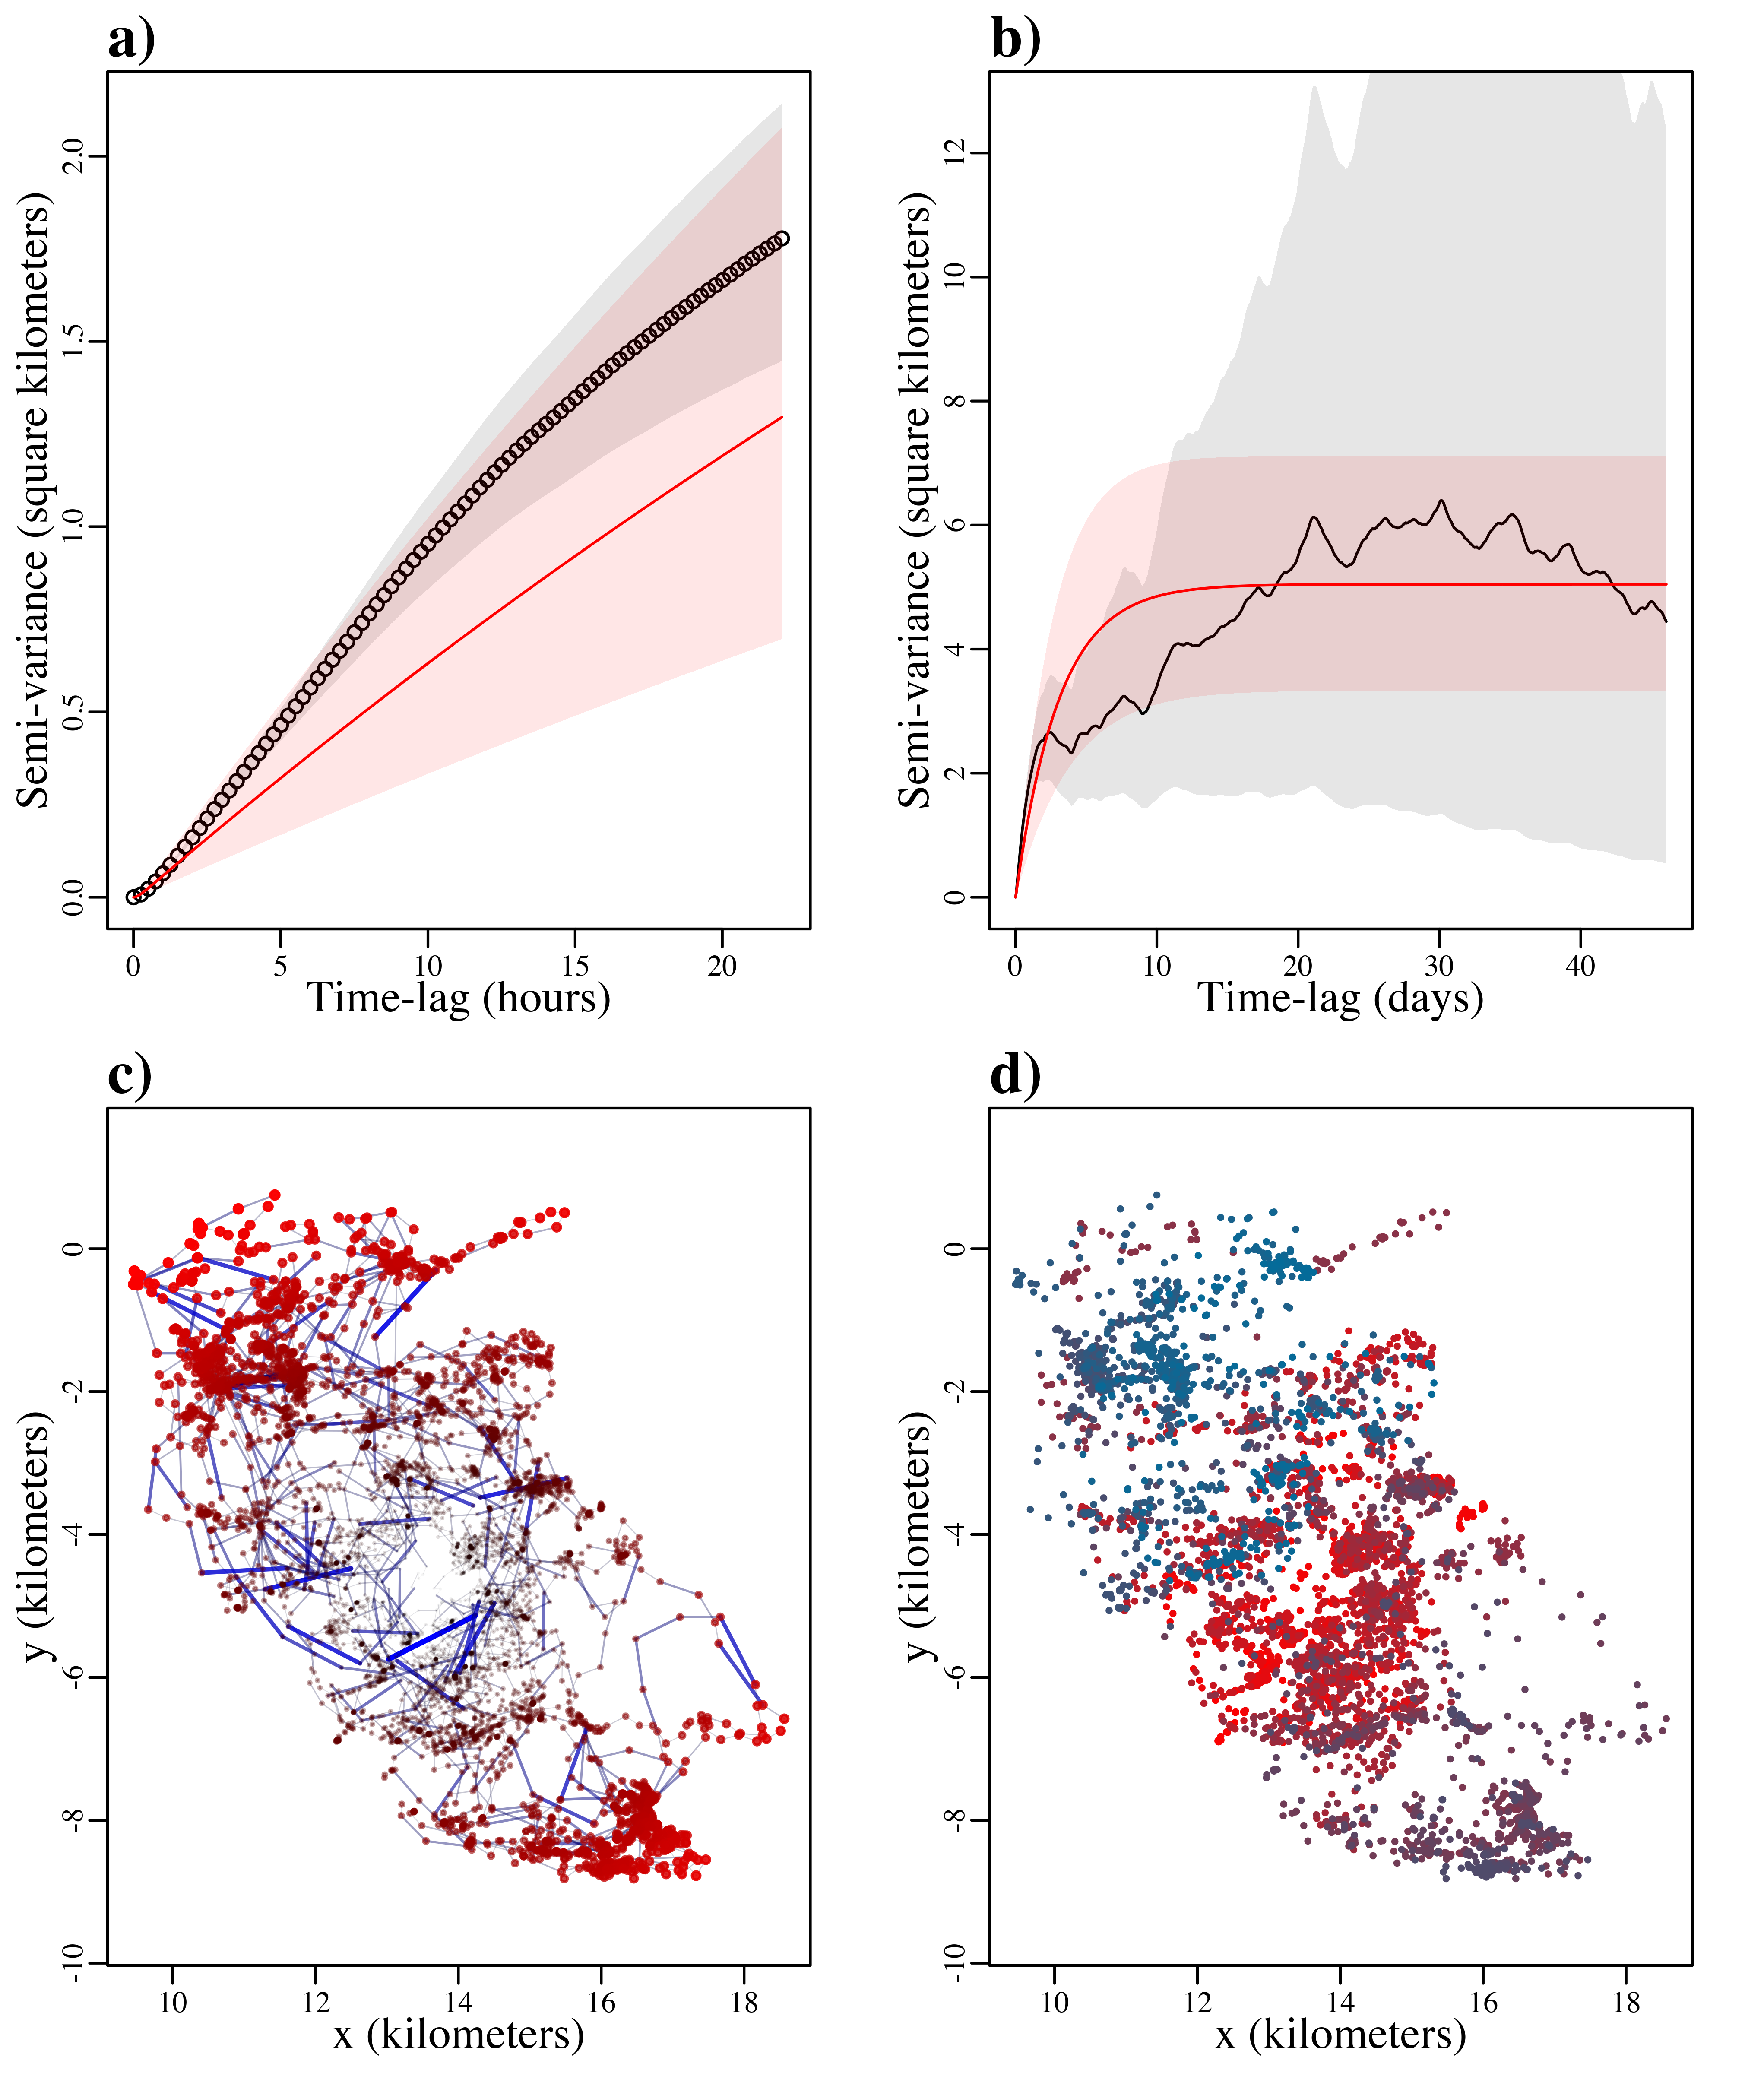 a)
Semi-variance (square kilometers)
0.0 0.5 1.0 1.5 2.0
0 5 10 15 20
Time-lag (hours)
b)
Semi-variance (square kilometers)
0 2 4 6 8 10 12
0 10 20 30 40
Time-lag (days)
c)
y (kilometers)
-10 -8 -6 -4 -2 0
10 12 14 16 18
x (kilometers)
d)
y (kilometers)
-10 -8 -6 -4 -2 0
10 12 14 16 18
x (kilometers)